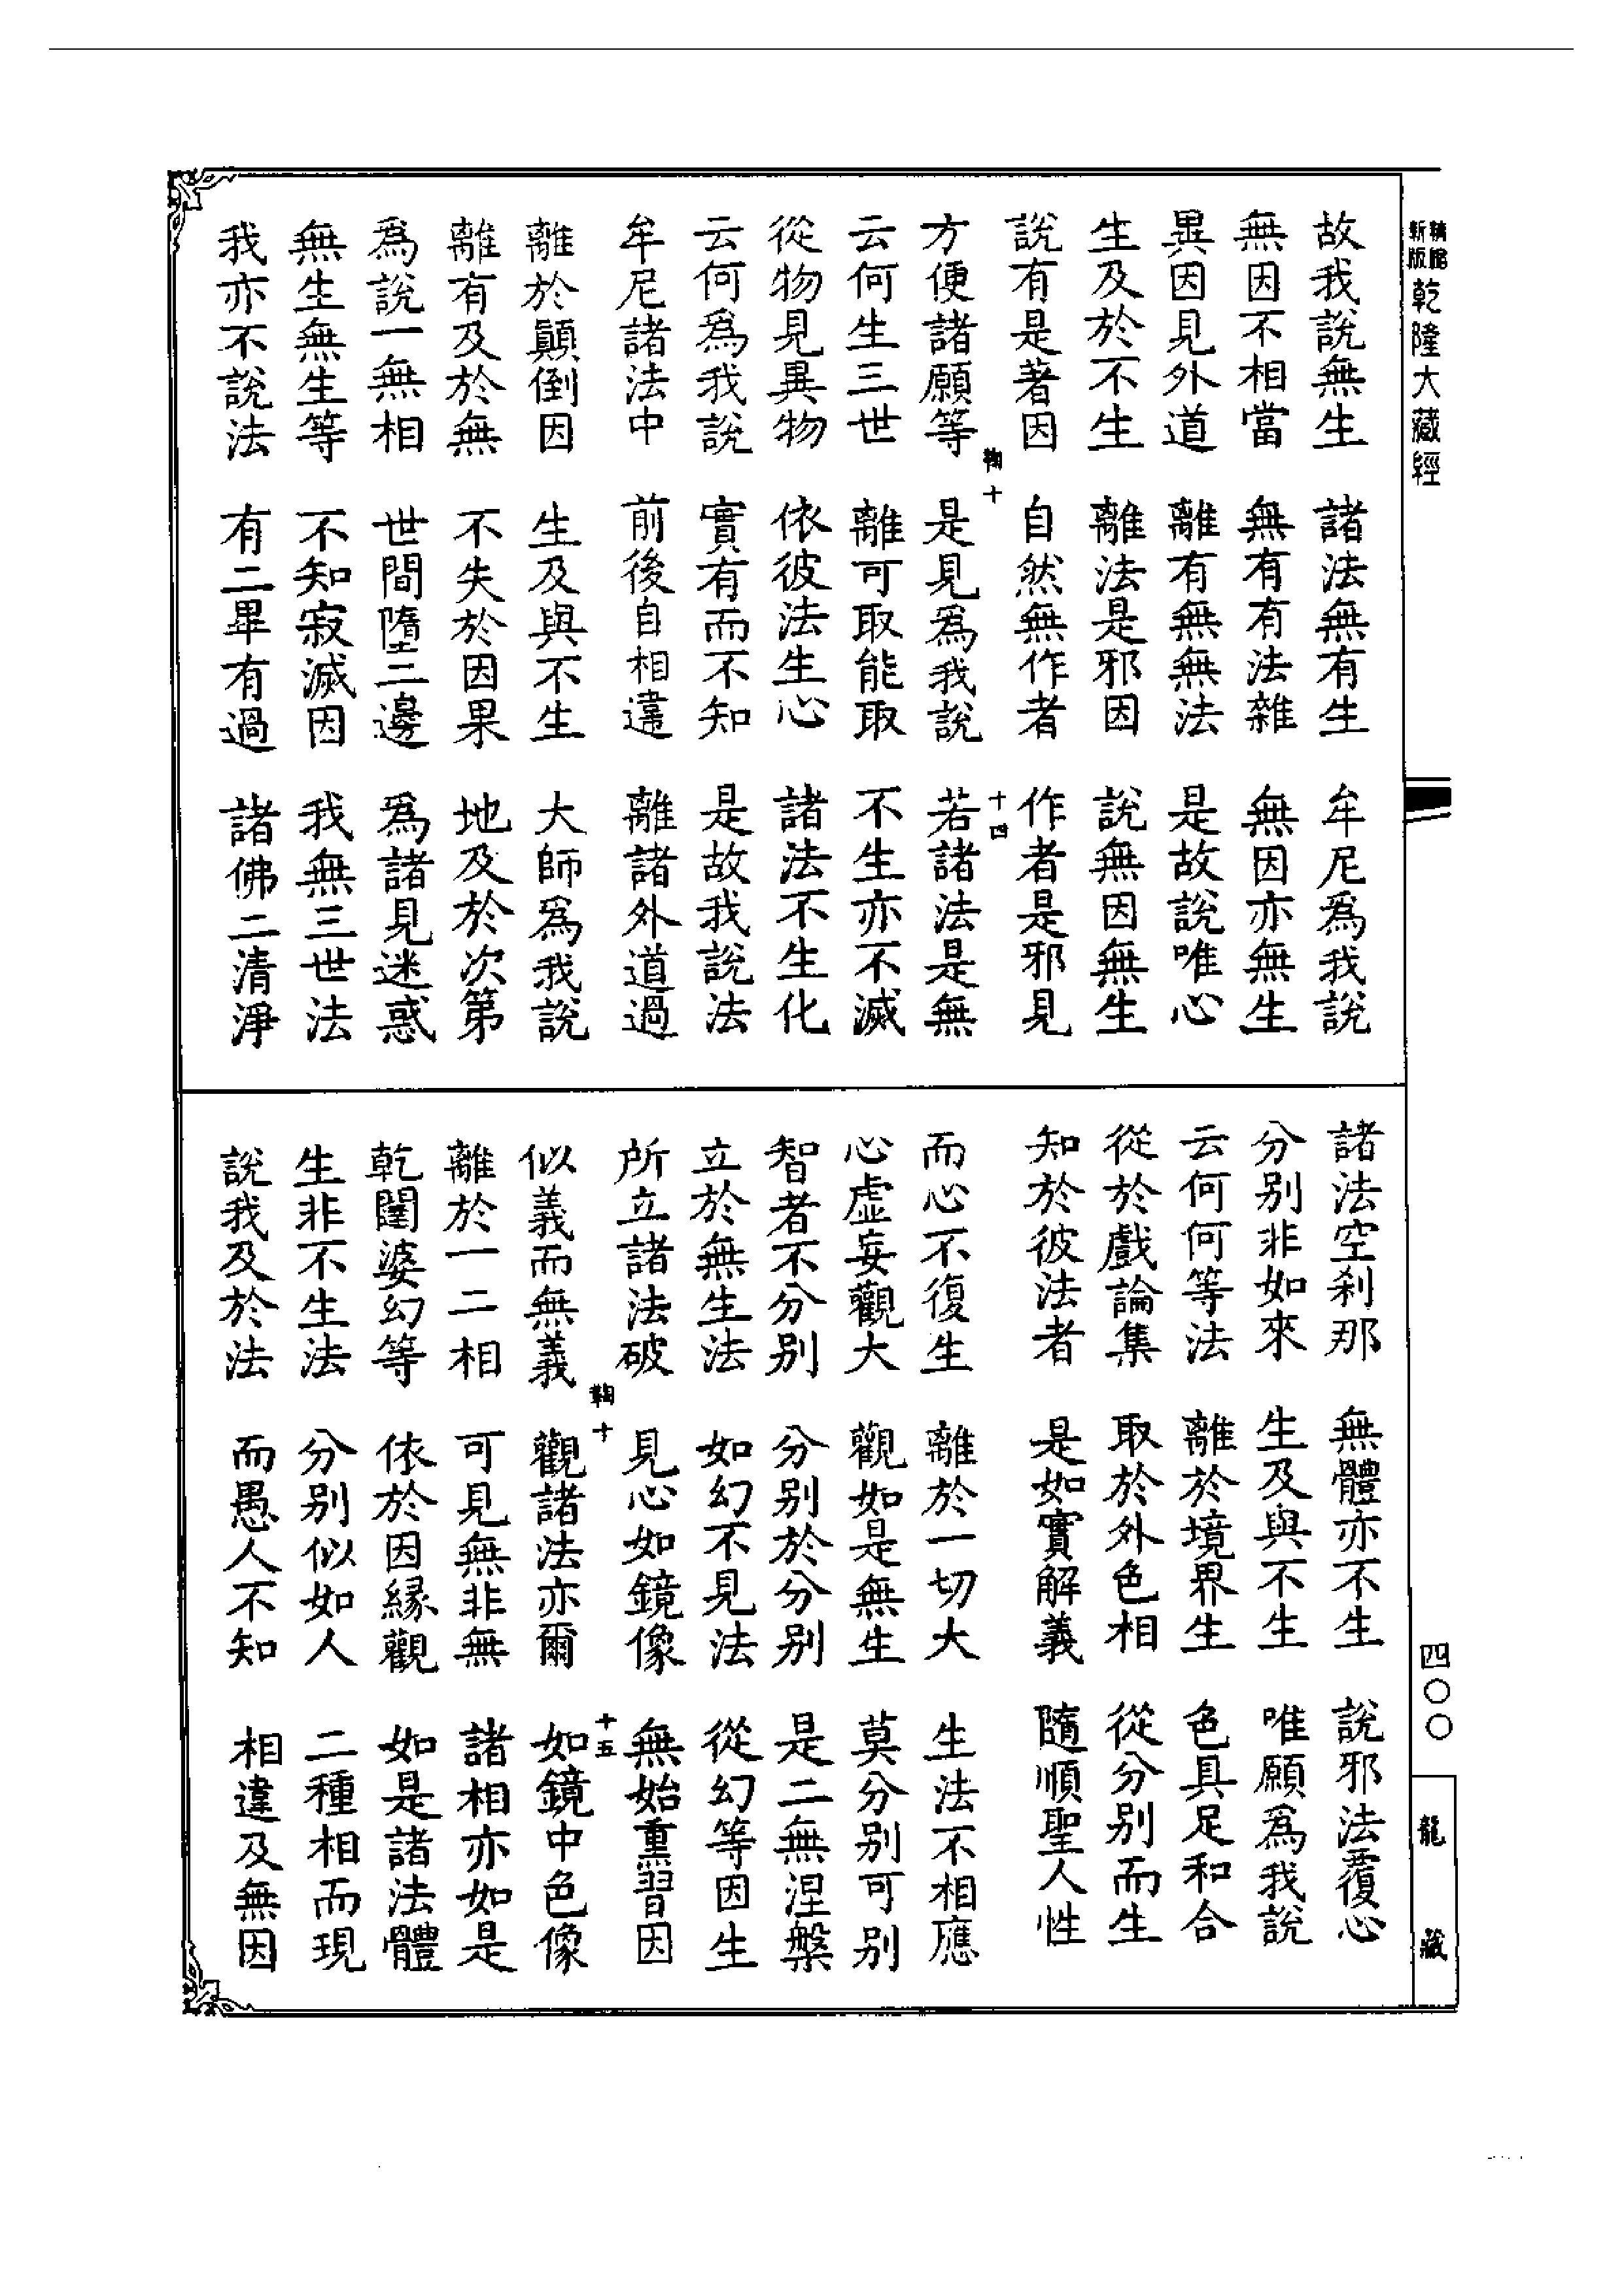 精縮新版乾隆大藏經
故我說無生　諸法無有生　牟尼爲我說
無因不相當　無有有法雜　無因亦無生
異因見外道　離有無無法　是故說唯心
生及於不生　離法是邪因　說無因無生
說有是著因　自然無作者　作者是邪見
鞠十　十四
方便諸願等　是見爲我說　若諸法是無
云何生三世　離可取能取　不生亦不滅
從物見異物　依彼法生心　諸法不生化
云何爲我說　實有而不知　是故我說法
牟尼諸法中　前後自相違　離諸外道過
離於顚倒因　生及與不生　大師爲我說
離有及於無　不失於因果　地及於次第
爲說一無相　世間墮二邊　爲諸見迷惑
無生無生等　不知寂滅因　我無三世法
我亦不說法　有二畢有過　諸佛二清淨
諸法空剎那　無體亦不生　說邪法覆心
分别非如來　生及與不生　唯願爲我說
云何何等法　離於境界生　色具足和合
從於戲論集　取於外色相　從分别而生
知於彼法者　是如實解義　隨順聖人性
而心不復生　離於一切大　生法不相應
心虛妄觀大　觀如是無生　莫分别可别
智者不分别　分别於分别　是二無涅槃
立於無生法　如幻不見法　從幻等因生
所立諸法破　見心如鏡像　無始熏習因
鞠十　十五
似義而無義　觀諸法亦爾　如鏡中色像
離於一二相　可見無非無　諸相亦如是
乾闥婆幻等　依於因緣觀　如是諸法體
生非不生法　分别似如人　二種相而現
說我及於法　而愚人不知　相違及無因
四〇〇
龍藏